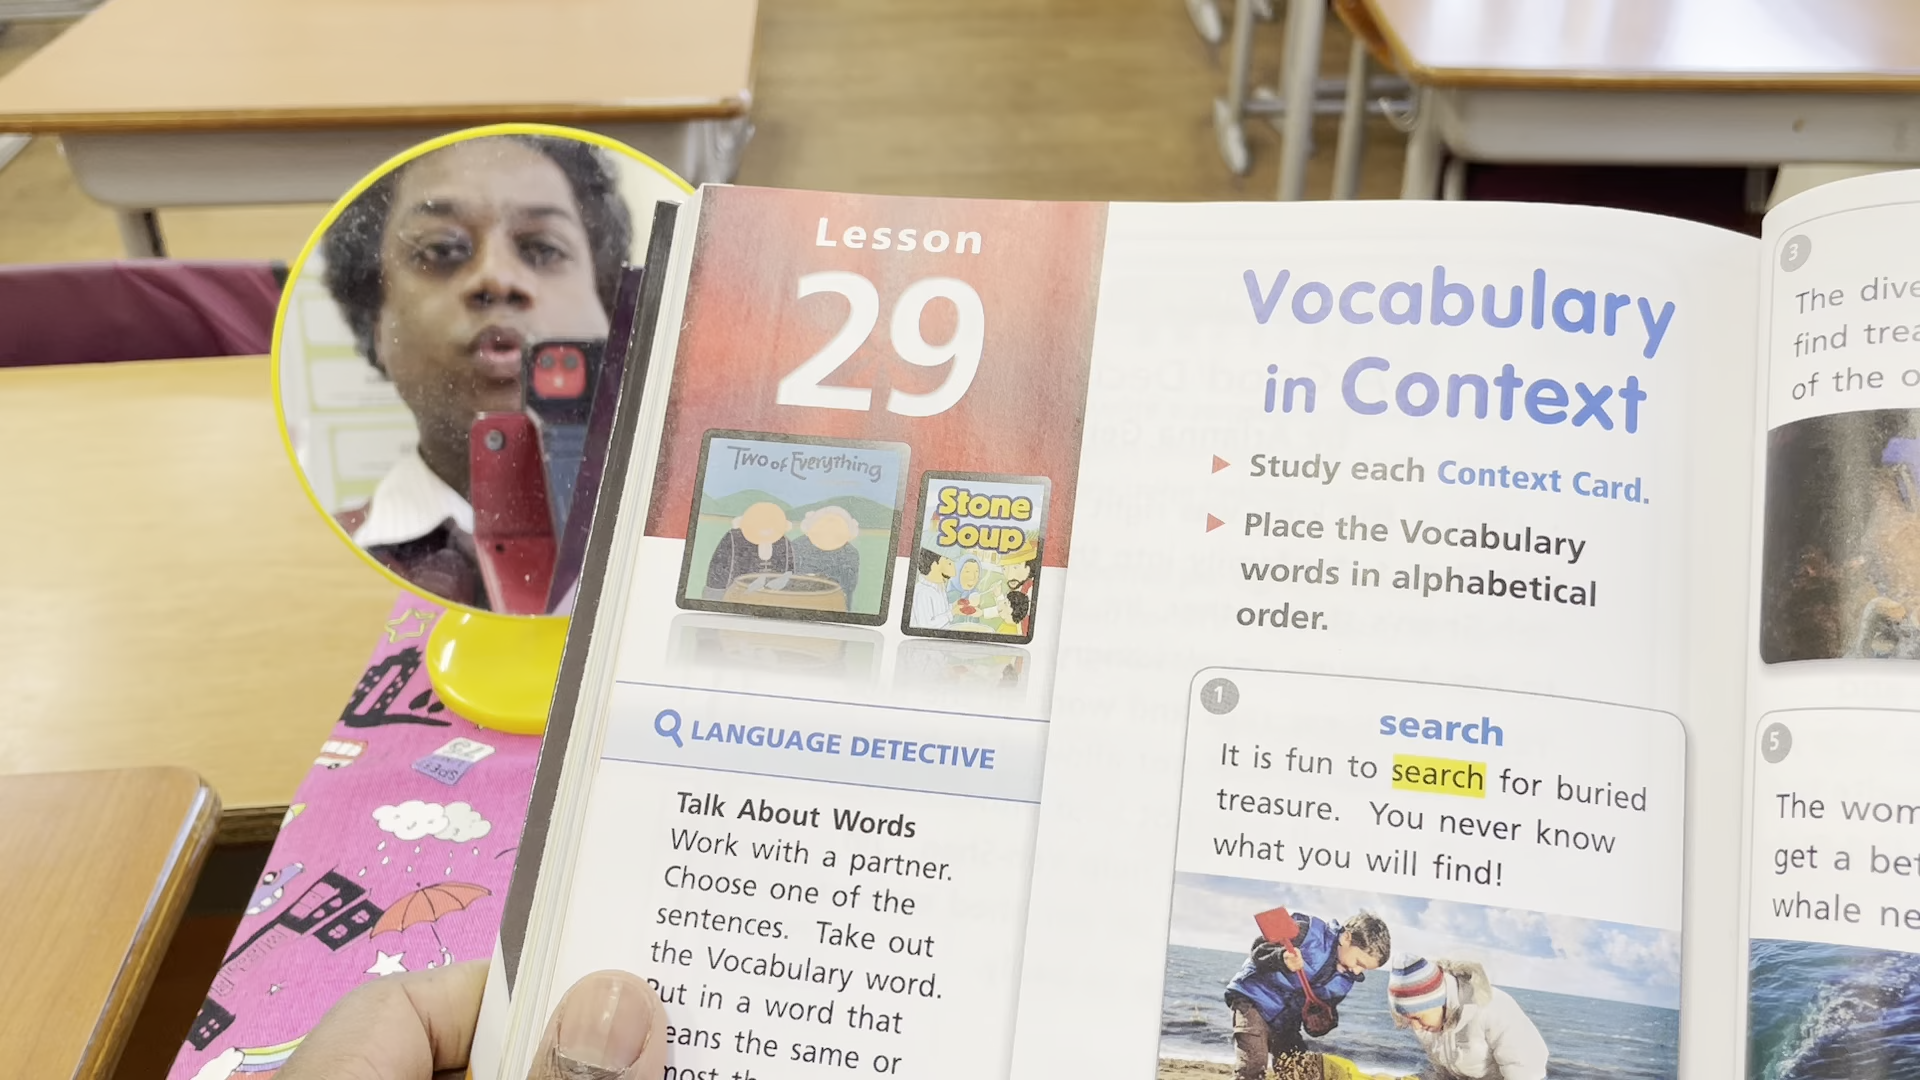 Lesson
29
Two of Everything
Stone
Soup
LANGUAGE DETECTIVE
Talk About Words
Work with a partner.
Choose one of the
sentences. Take out
the Vocabulary word.
Put in a word that
eans the same or
Vocabulary
in Context
Study each Context Card.
Place the Vocabulary
words in alphabetical
order.
1
search
It is fun to search for buried
treasure. You never know
what you will find!
3
The dive
find trea
of the o
5
The wom
get a bet
whale ne